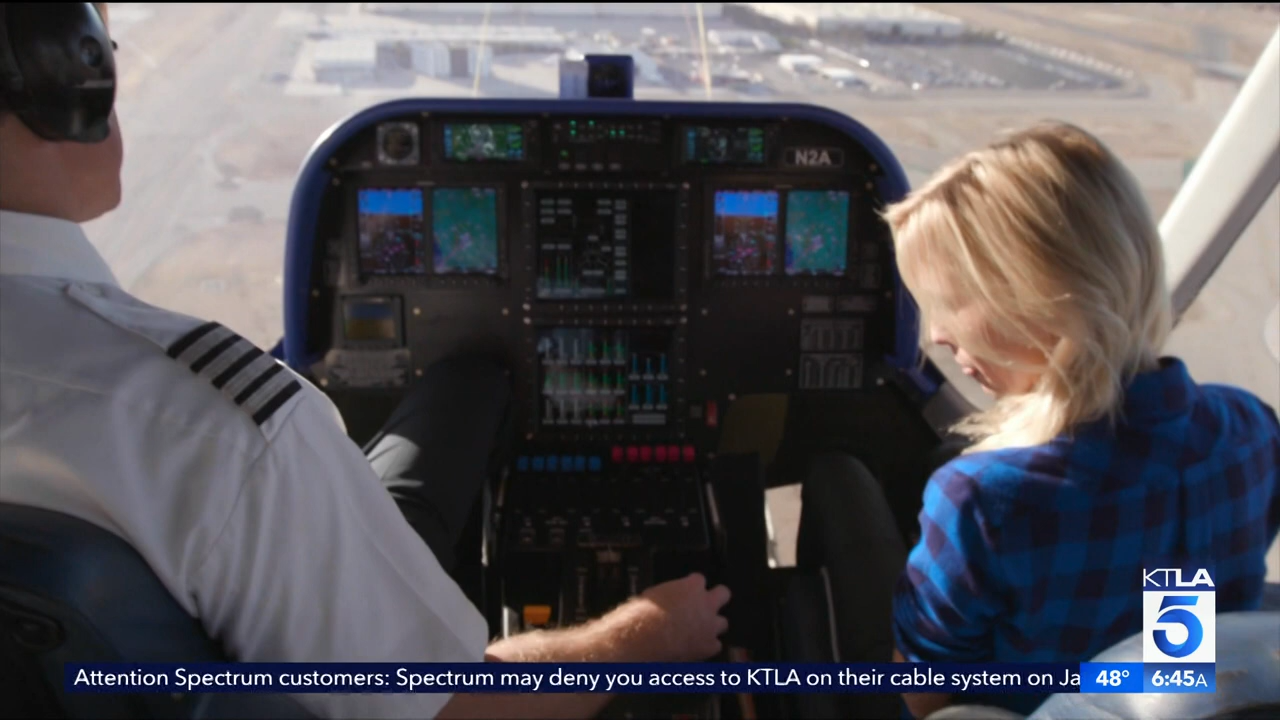 N2A
KTLA
5
Attention Spectrum customers: Spectrum may deny you access to KTLA on their cable system on Ja
48° 6:45A